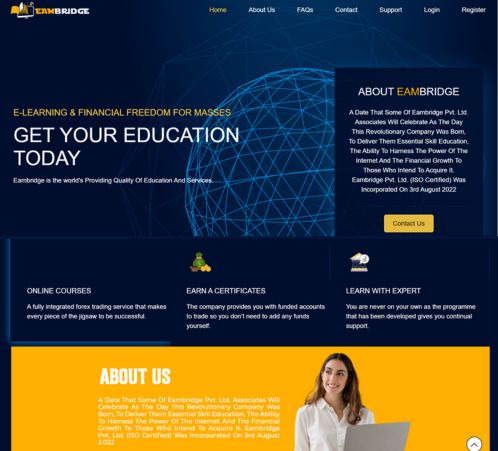 EAMBRIDGE
Home About Us FAQs Contact Support Login Register
E-LEARNING & FINANCIAL FREEDOM FOR MASSES
GET YOUR EDUCATION
TODAY
Eambridge is the world's Providing Quality Of Education And Services.
ABOUT EAMBRIDGE
A Date That Some Of Eambridge Pvt. Ltd.
Associates Will Celebrate As The Day
This Revolutionary Company Was Born,
To Deliver Them Essential Skill Education,
The Ability To Harness The Power Of The
Internet And The Financial Growth To
Those Who Intend To Acquire It.
Eambridge Pvt. Ltd. (ISO Certified) Was
Incorporated On 3rd August 2022
Contact Us
ONLINE COURSES
A fully integrated forex trading service that makes
every piece of the jigsaw to be successful.
EARN A CERTIFICATES
The company provides you with funded accounts
to trade so you don't need to add any funds
yourself.
LEARN WITH EXPERT
You are never on your own as the programme
that has been developed gives you continual
support.
ABOUT US
A Date That Some Of Eambridge Pvt. Ltd. Associates Will
Celebrate As The Day This Revolutionary Company Was
Born, To Deliver Them Essential Skill Education, The Ability
To Harness The Power Of The Internet And The Financial
Growth To Those Who Intend To Acquire It. Eambridge
Pvt. Ltd. (ISO Certified) Was Incorporated On 3rd August
2,022